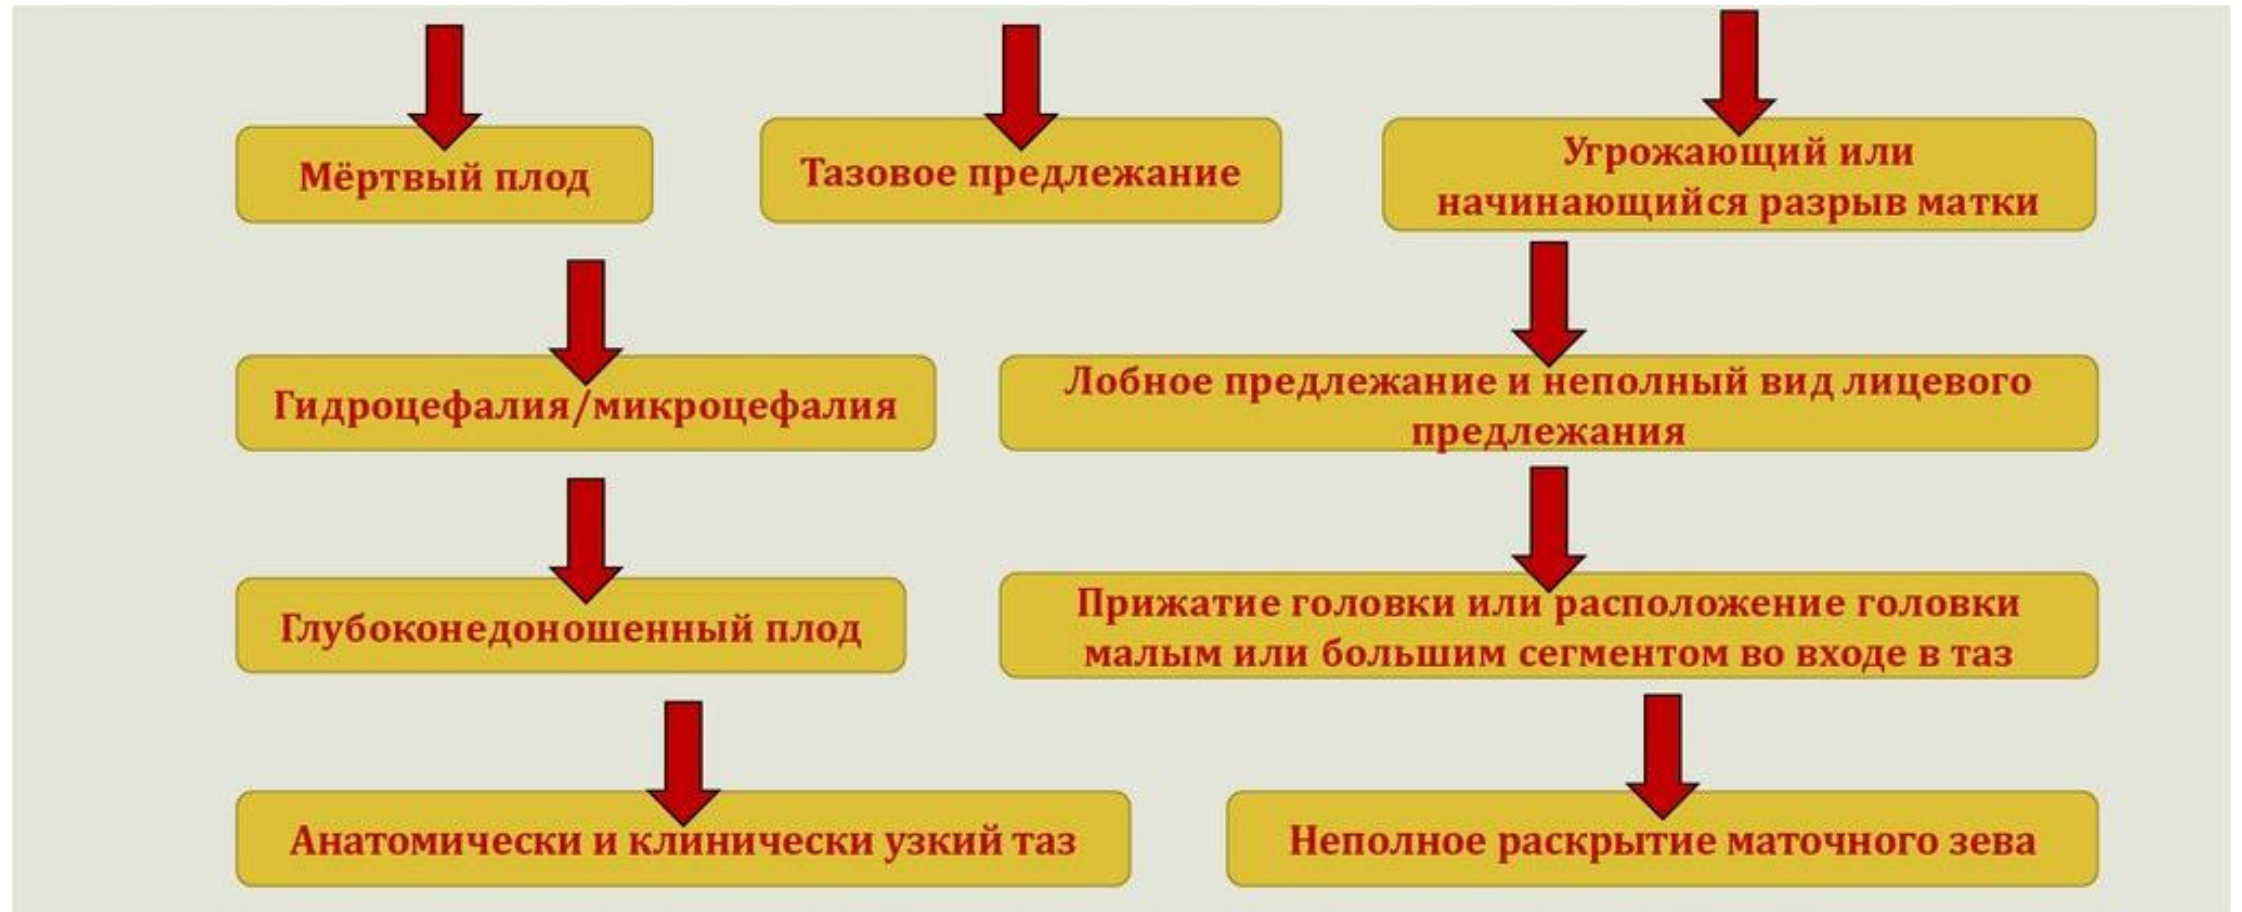 Мёртвый плод
Тазовое предлежание
Угрожающий или
начинающийся разрыв матки
Гидроцефалия/микроцефалия
Лобное предлежание и неполный вид лицевого
предлежания
Глубоконедоношенный плод
Прижатие головки или расположение головки
малым или большим сегментом во входе в таз
Анатомически и клинически узкий таз
Неполное раскрытие маточного зева